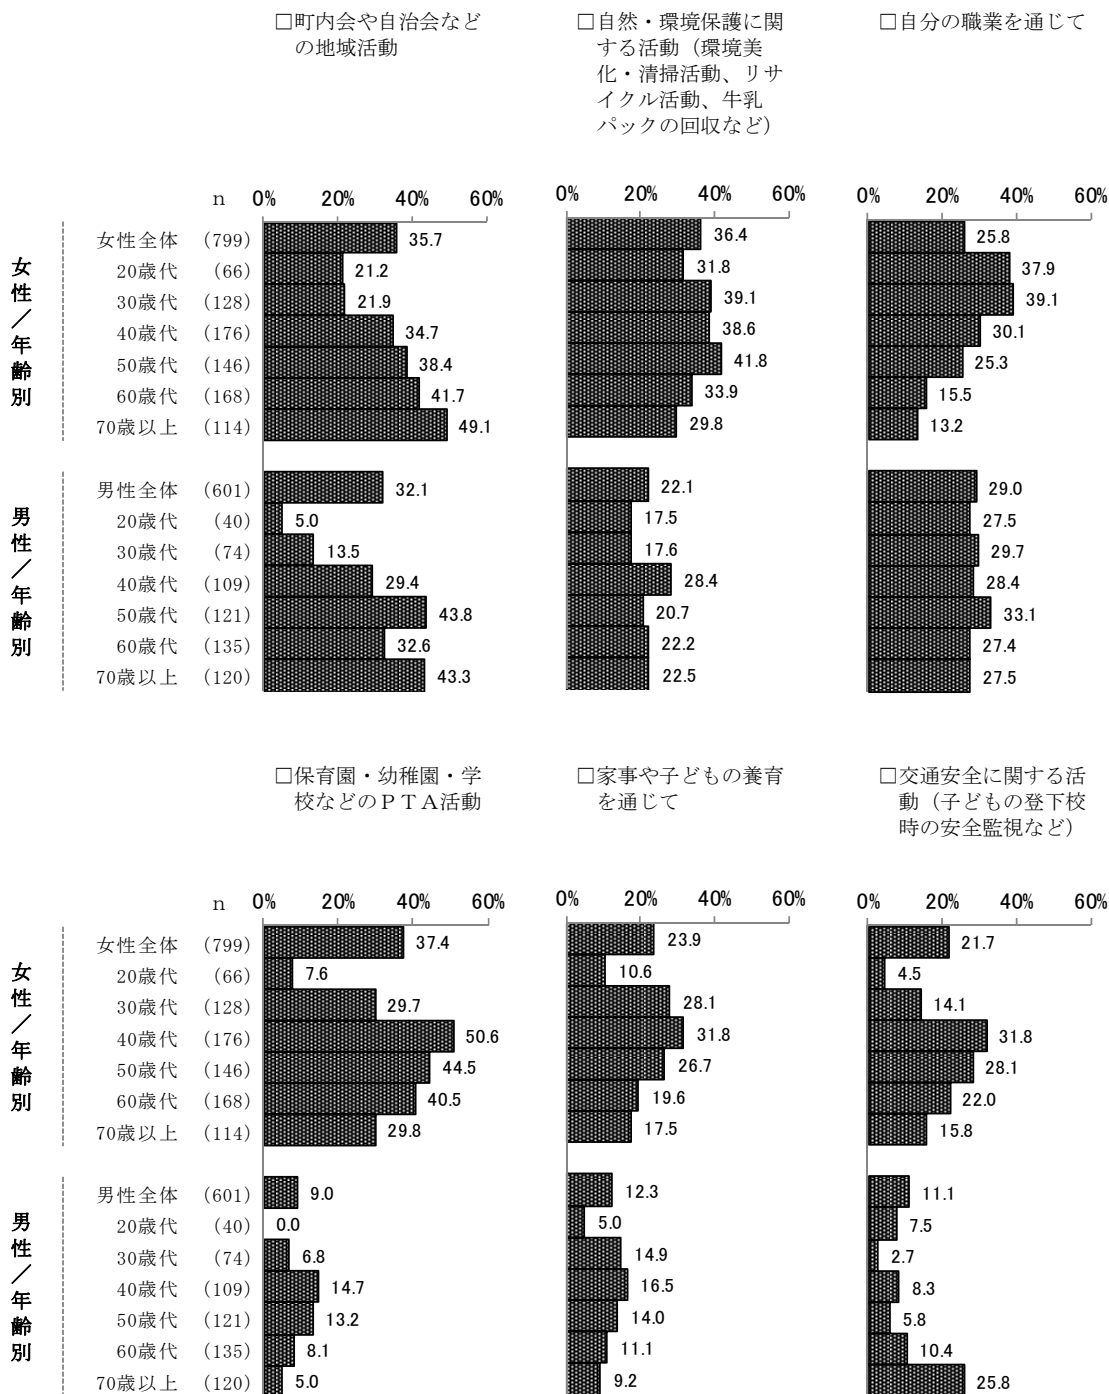 □町内会や自治会など
の地域活動
□自然・環境保護に関
する活動（環境美
化・清掃活動、リサ
イクル活動、牛乳
パックの回収など）
□自分の職業を通じて
n 0% 20% 40% 60% 0% 20% 40% 60% 0% 20% 40% 60%
女性／年齢別
女性全体 (799) 35.7 36.4 25.8
20歳代 (66) 21.2 31.8 37.9
30歳代 (128) 21.9 39.1 39.1
40歳代 (176) 34.7 38.6 30.1
50歳代 (146) 38.4 41.8 25.3
60歳代 (168) 41.7 33.9 15.5
70歳以上 (114) 49.1 29.8 13.2
男性／年齢別
男性全体 (601) 32.1 22.1 29.0
20歳代 (40) 5.0 17.5 27.5
30歳代 (74) 13.5 17.6 29.7
40歳代 (109) 29.4 28.4 28.4
50歳代 (121) 43.8 20.7 33.1
60歳代 (135) 32.6 22.2 27.4
70歳以上 (120) 43.3 22.5 27.5
□保育園・幼稚園・学
校などのＰＴＡ活動
□家事や子どもの養育
を通じて
□交通安全に関する活
動（子どもの登下校
時の安全監視など）
n 0% 20% 40% 60% 0% 20% 40% 60% 0% 20% 40% 60%
女性／年齢別
女性全体 (799) 37.4 23.9 21.7
20歳代 (66) 7.6 10.6 4.5
30歳代 (128) 29.7 28.1 14.1
40歳代 (176) 50.6 31.8 31.8
50歳代 (146) 44.5 26.7 28.1
60歳代 (168) 40.5 19.6 22.0
70歳以上 (114) 29.8 17.5 15.8
男性／年齢別
男性全体 (601) 9.0 12.3 11.1
20歳代 (40) 0.0 5.0 7.5
30歳代 (74) 6.8 14.9 2.7
40歳代 (109) 14.7 16.5 8.3
50歳代 (121) 13.2 14.0 5.8
60歳代 (135) 8.1 11.1 10.4
70歳以上 (120) 5.0 9.2 25.8